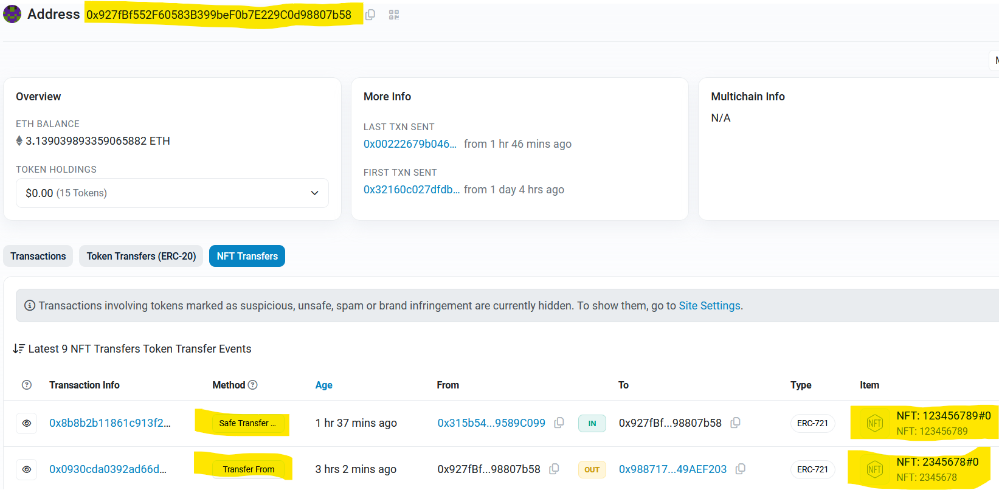 Address 0x927fBf552F60583B399beF0b7E229C0d98807b58
Overview
ETH BALANCE
3.139039893359065882 ETH
TOKEN HOLDINGS
$0.00 (15 Tokens)
More Info
LAST TXN SENT
0x00222679b046... from 1 hr 46 mins ago
FIRST TXN SENT
0x32160c027dfdb... from 1 day 4 hrs ago
Multichain Info
N/A
Transactions Token Transfers (ERC-20) NFT Transfers
Transactions involving tokens marked as suspicious, unsafe, spam or brand infringement are currently hidden. To show them, go to Site Settings.
Latest 9 NFT Transfers Token Transfer Events
Transaction Info Method Age From To Type Item
0x8b8b2b11861c913f2... Safe Transfer ... 1 hr 37 mins ago 0x315b54...9589C099 IN 0x927fBf...98807b58 ERC-721 NFT NFT: 123456789#0
NFT: 123456789
0x0930cda0392ad66d... Transfer From 3 hrs 2 mins ago 0x927fBf...98807b58 OUT 0x988717...49AEF203 ERC-721 NFT NFT: 2345678#0
NFT: 2345678